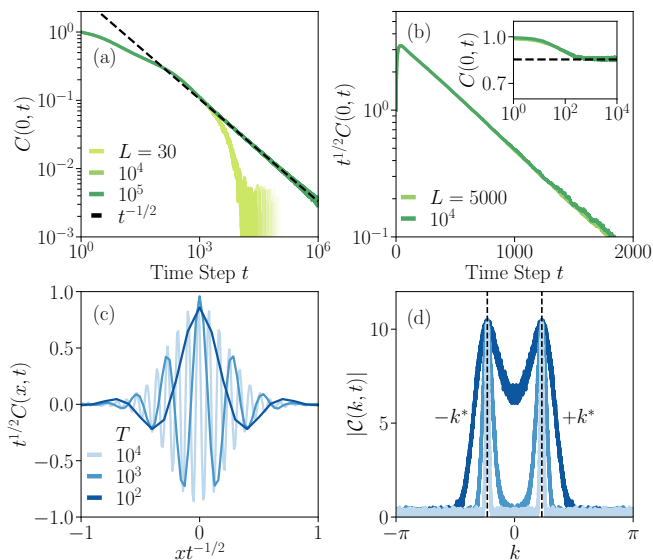 (a)
C(0, t)
10^0
10^{-1}
10^{-2}
10^{-3}
L = 30
10^4
10^5
t^{-1/2}
10^0
10^3
10^6
Time Step t
(b)
t^{1/2}C(0, t)
10^0
10^{-1}
L = 5000
10^4
0
1000
2000
Time Step t
C(0, t)
1.0
0.7
10^0
10^2
10^4
(c)
t^{1/2}C(x, t)
1.0
0.5
0.0
−0.5
−1.0
T
10^4
10^3
10^2
−1
0
1
xt^{-1/2}
(d)
|𝒞(k, t)|
10
5
0
−k*
+k*
−π
0
π
k